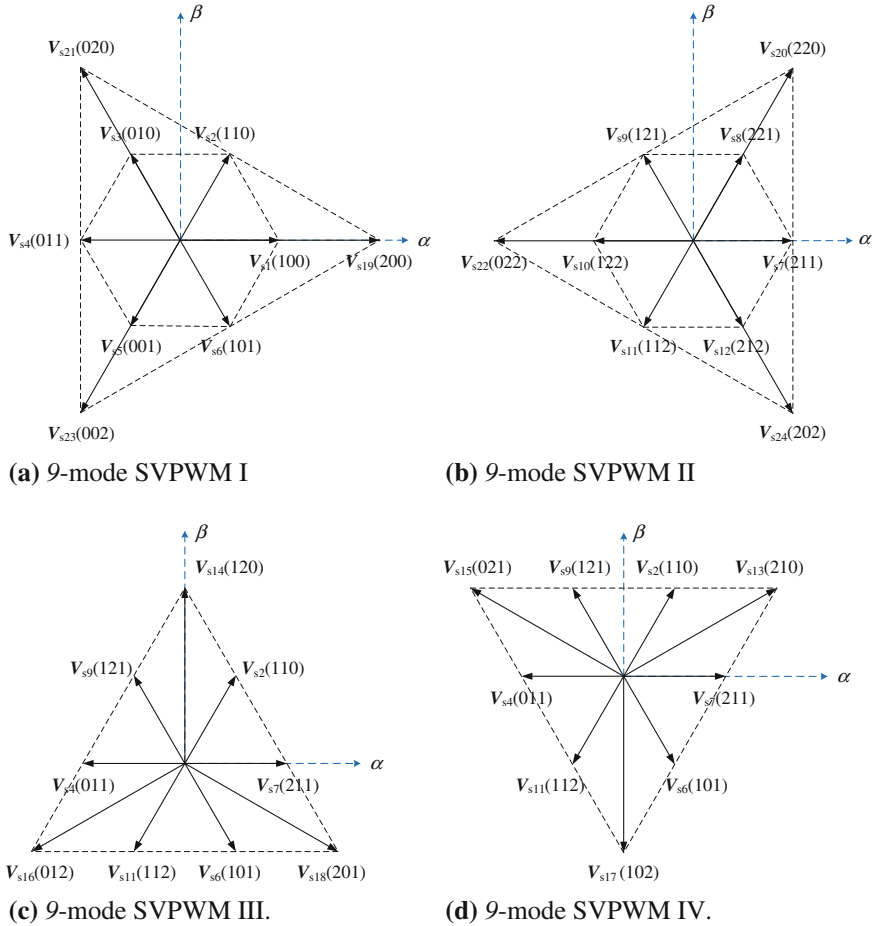 β
V_s21(020)
V_s3(010)
V_s2(110)
V_s4(011)
α
V_s1(100)
V_s19(200)
V_s5(001)
V_s6(101)
V_s23(002)
(a) 9-mode SVPWM I
β
V_s20(220)
V_s9(121)
V_s8(221)
α
V_s22(022)
V_s10(122)
V_s7(211)
V_s11(112)
V_s12(212)
V_s24(202)
(b) 9-mode SVPWM II
β
V_s14(120)
V_s9(121)
V_s2(110)
α
V_s4(011)
V_s7(211)
V_s16(012)
V_s11(112)
V_s6(101)
V_s18(201)
(c) 9-mode SVPWM III.
β
V_s15(021)
V_s9(121)
V_s2(110)
V_s13(210)
α
V_s4(011)
V_s7(211)
V_s11(112)
V_s6(101)
V_s17(102)
(d) 9-mode SVPWM IV.